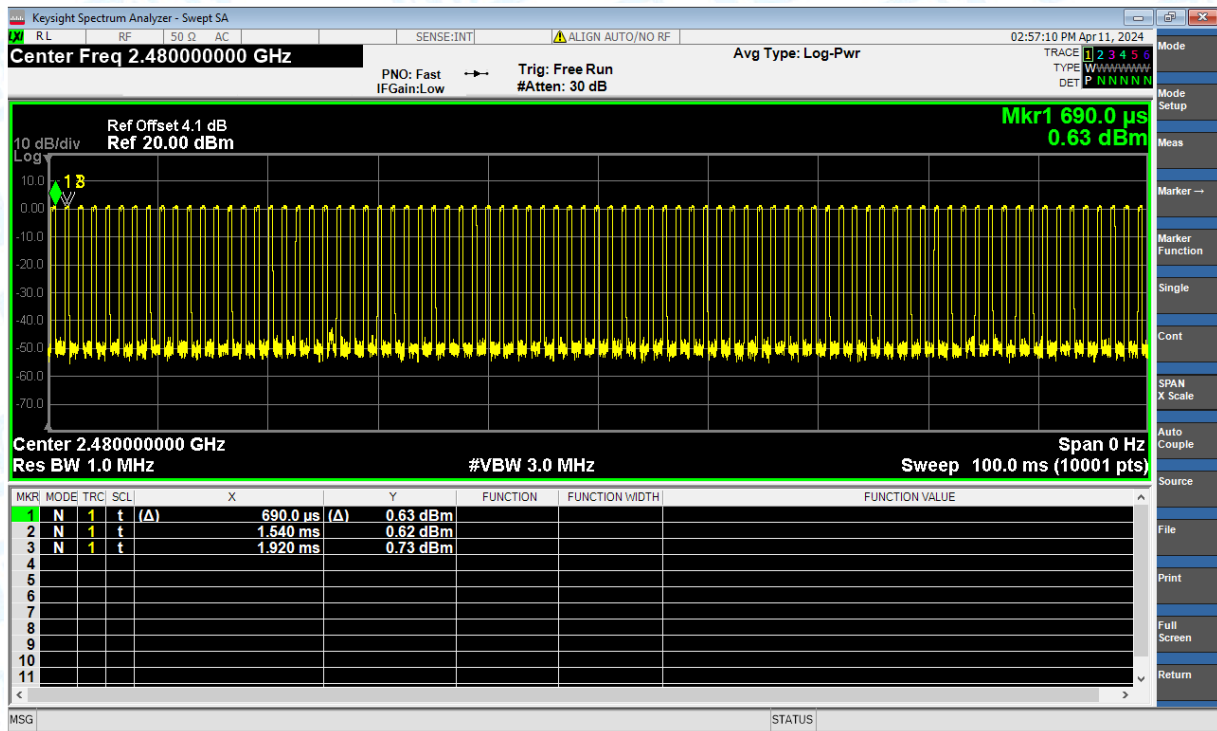 Keysight Spectrum Analyzer - Swept SA
LXI RL RF 50 Ω AC SENSE:INT ALIGN AUTO/NO RF 02:57:10 PM Apr 11, 2024
Center Freq 2.480000000 GHz
PNO: Fast
IFGain:Low
Trig: Free Run
#Atten: 30 dB
Avg Type: Log-Pwr
TRACE 1 2 3 4 5 6
TYPE WWWWWW
DET P N N N N N
Mkr1 690.0 µs
0.63 dBm
Ref Offset 4.1 dB
10 dB/div Ref 20.00 dBm
Log
10.0
0.00
-10.0
-20.0
-30.0
-40.0
-50.0
-60.0
-70.0
1 3
Center 2.480000000 GHz Span 0 Hz
Res BW 1.0 MHz #VBW 3.0 MHz Sweep 100.0 ms (10001 pts)
MKR MODE TRC SCL X Y FUNCTION FUNCTION WIDTH FUNCTION VALUE
1 N 1 t (Δ) 690.0 µs (Δ) 0.63 dBm
2 N 1 t 1.540 ms 0.62 dBm
3 N 1 t 1.920 ms 0.73 dBm
4
5
6
7
8
9
10
11
MSG STATUS
Mode
Mode
Setup
Meas
Marker →
Marker
Function
Single
Cont
SPAN
X Scale
Auto
Couple
Source
File
Print
Full
Screen
Return